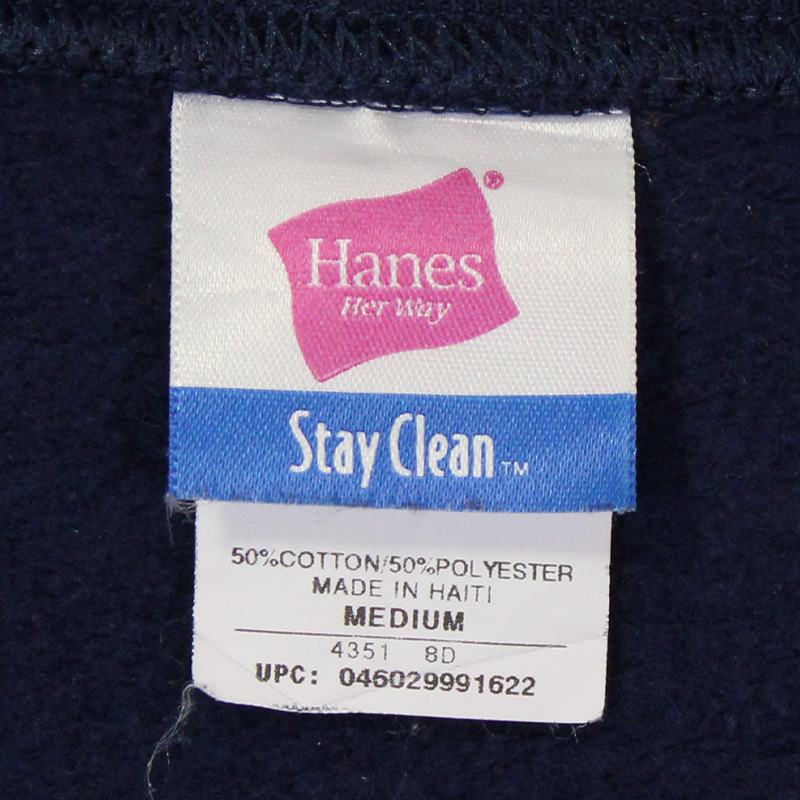 Hanes®
Her Way
Stay Clean™
50%COTTON/50%POLYESTER
MADE IN HAITI
MEDIUM
4351 8D
UPC: 046029991622